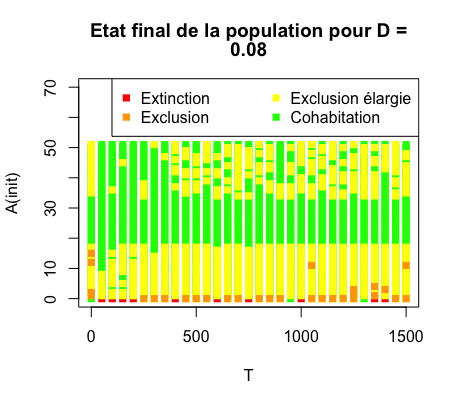 Etat final de la population pour D =
0.08
Extinction
Exclusion
Exclusion élargie
Cohabitation
A(init)
70
50
30
10
0
0 500 1000 1500
T